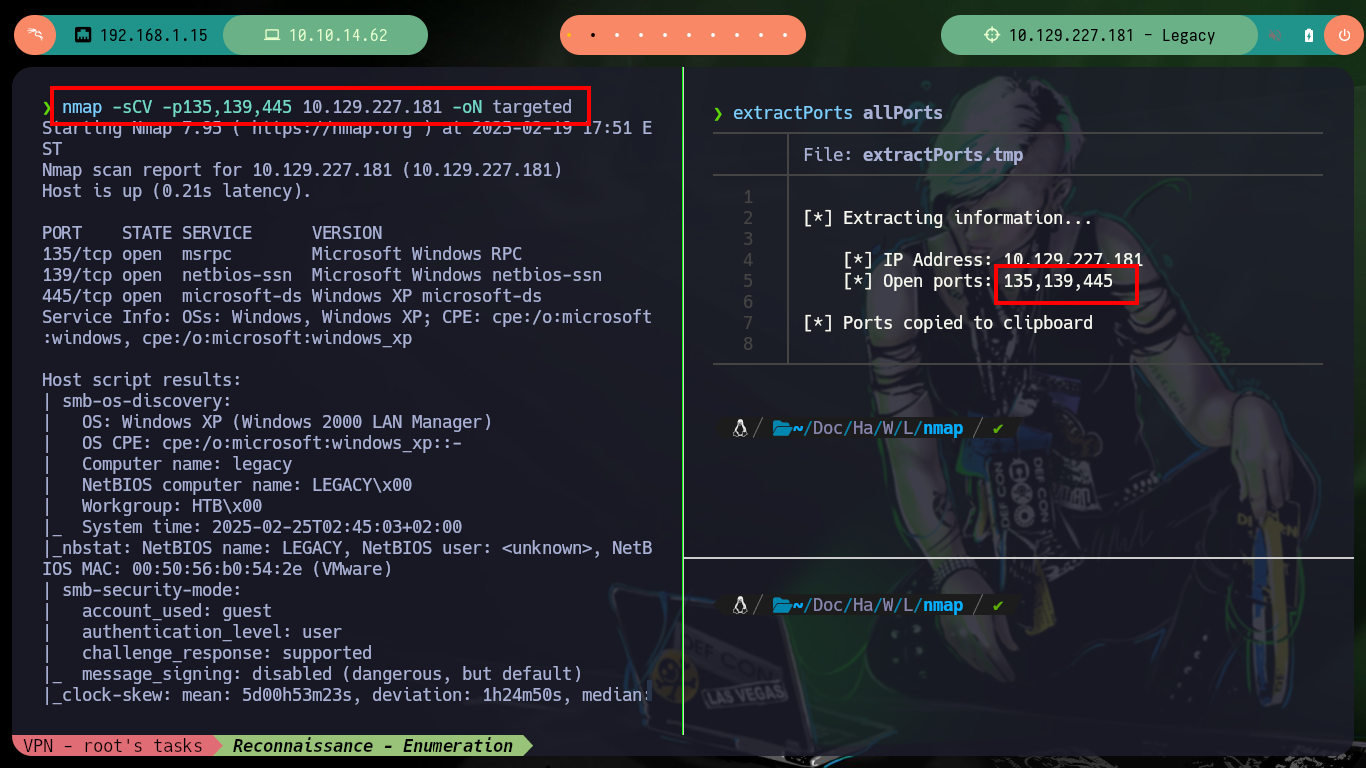 192.168.1.15
10.10.14.62
10.129.227.181 - Legacy
❯ nmap -sCV -p135,139,445 10.129.227.181 -oN targeted
Starting Nmap 7.95 ( https://nmap.org ) at 2025-02-19 17:51 E
ST
Nmap scan report for 10.129.227.181 (10.129.227.181)
Host is up (0.21s latency).
PORT    STATE SERVICE      VERSION
135/tcp open  msrpc        Microsoft Windows RPC
139/tcp open  netbios-ssn  Microsoft Windows netbios-ssn
445/tcp open  microsoft-ds Windows XP microsoft-ds
Service Info: OSs: Windows, Windows XP; CPE: cpe:/o:microsoft
:windows, cpe:/o:microsoft:windows_xp
Host script results:
| smb-os-discovery:
|   OS: Windows XP (Windows 2000 LAN Manager)
|   OS CPE: cpe:/o:microsoft:windows_xp::-
|   Computer name: legacy
|   NetBIOS computer name: LEGACY\x00
|   Workgroup: HTB\x00
|_  System time: 2025-02-25T02:45:03+02:00
|_nbstat: NetBIOS name: LEGACY, NetBIOS user: <unknown>, NetB
IOS MAC: 00:50:56:b0:54:2e (VMware)
| smb-security-mode:
|   account_used: guest
|   authentication_level: user
|   challenge_response: supported
|_  message_signing: disabled (dangerous, but default)
|_clock-skew: mean: 5d00h53m23s, deviation: 1h24m50s, median:
❯ extractPorts allPorts
File: extractPorts.tmp
1
2 [*] Extracting information...
3
4 [*] IP Address: 10.129.227.181
5 [*] Open ports: 135,139,445
6
7 [*] Ports copied to clipboard
8
/ ~/Doc/Ha/W/L/nmap / ✔
/ ~/Doc/Ha/W/L/nmap / ✔
DEF CON
DEF CON
DEF CON
LAS VEGAS
VPN - root's tasks
Reconnaissance - Enumeration